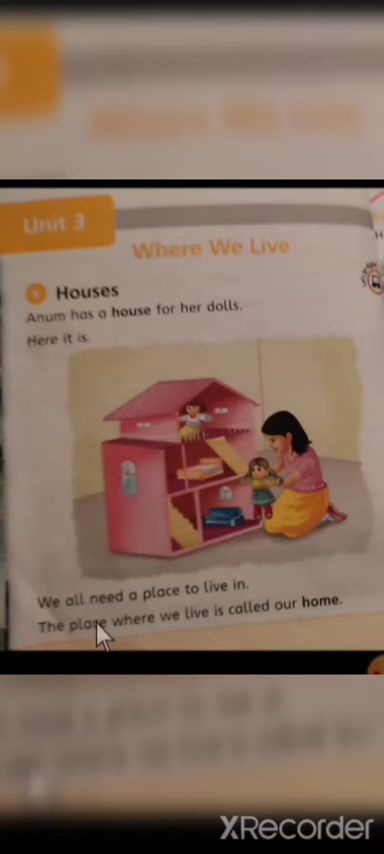 Unit 3
Where We Live
1 Houses
Anum has a house for her dolls.
Here it is.
We all need a place to live in.
The place where we live is called our home.
XRecorder